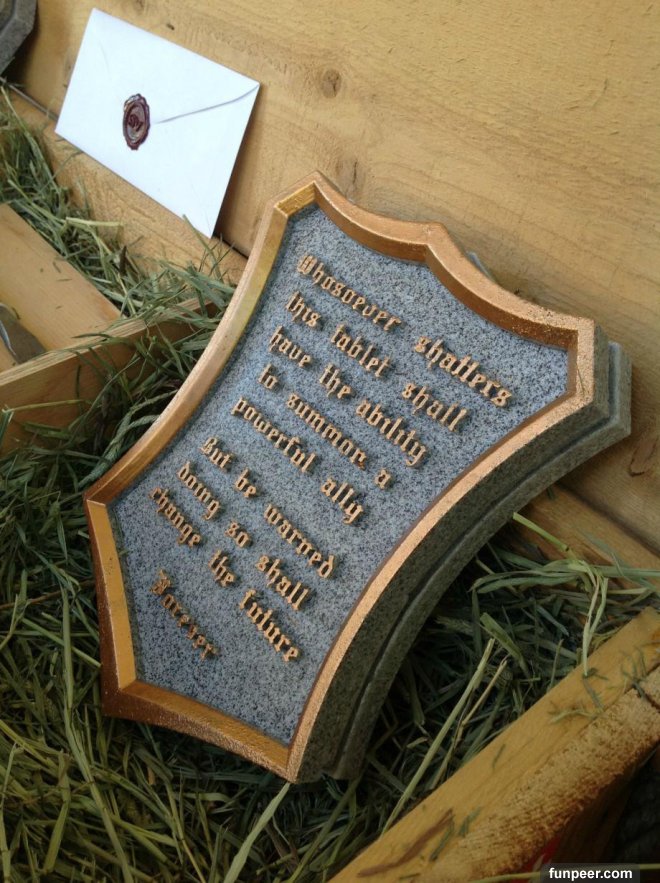 Whosoever shatters
this tablet shall
have the ability
to summon a
powerful ally
But be warned
doing so shall
change the future
Forever
funpeer.com